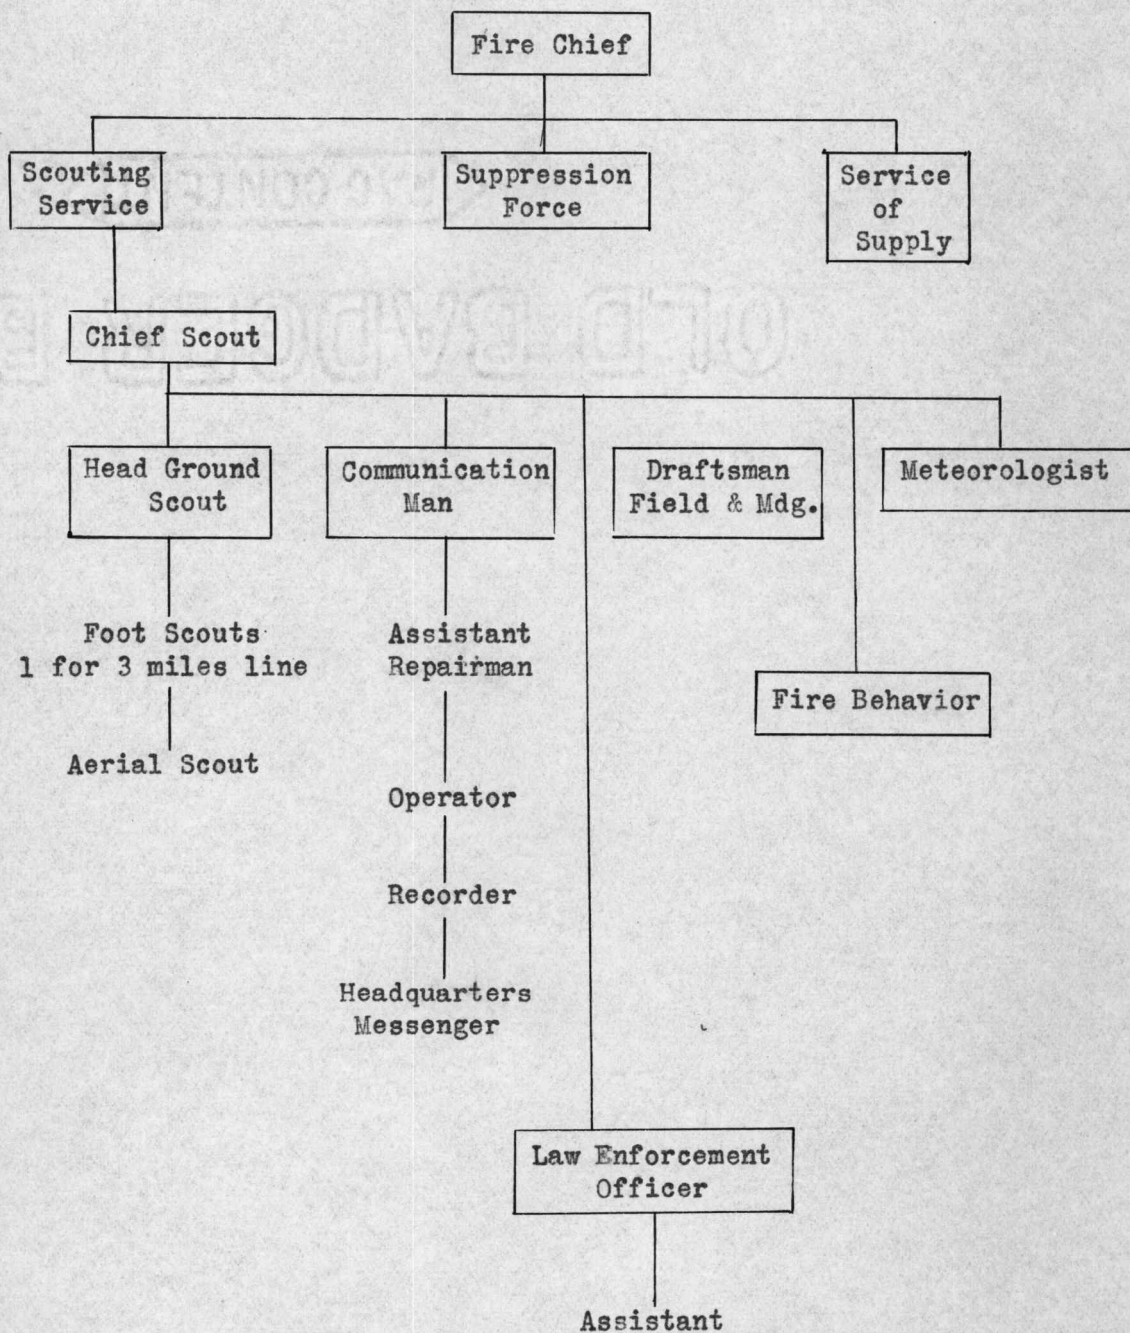 Fire Chief
Scouting
Service
Suppression
Force
Service
of
Supply
Chief Scout
Head Ground
Scout
Communication
Man
Draftsman
Field & Mdg.
Meteorologist
Foot Scouts
1 for 3 miles line
Aerial Scout
Assistant
Repairman
Fire Behavior
Operator
Recorder
Headquarters
Messenger
Law Enforcement
Officer
Assistant